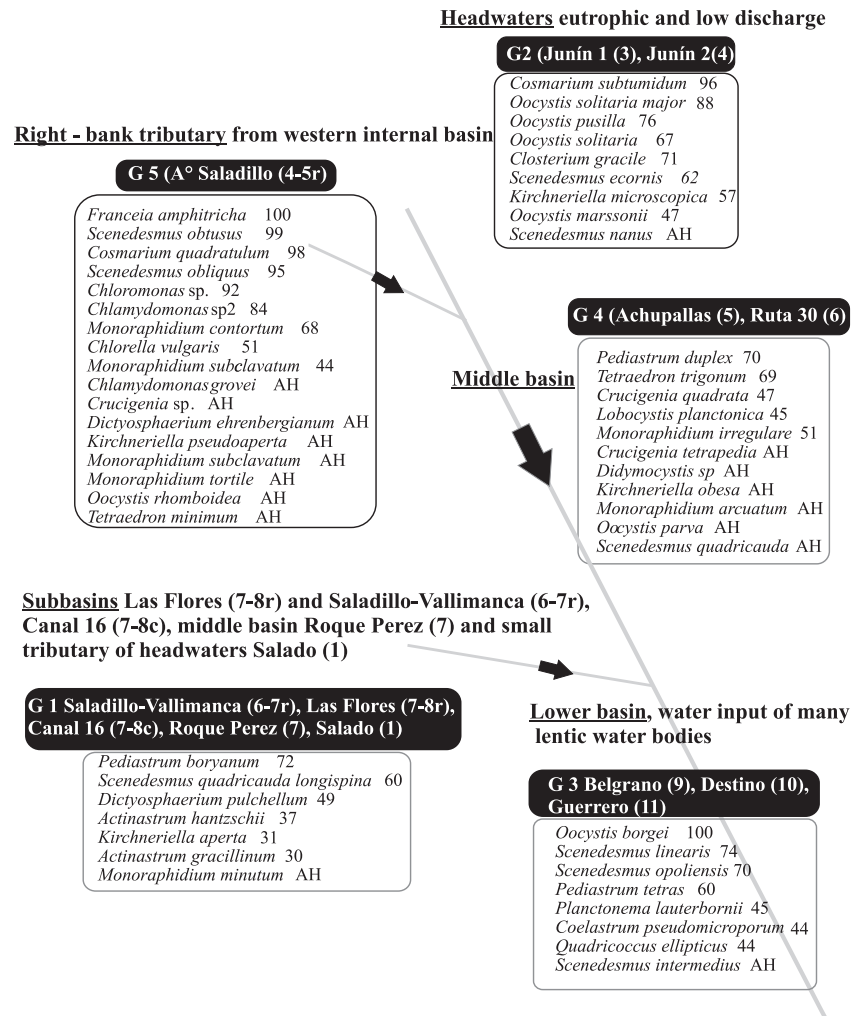 Headwaters eutrophic and low discharge
G2 (Junín 1 (3), Junín 2(4)
Cosmarium subtumidum 96
Oocystis solitaria major 88
Oocystis pusilla 76
Oocystis solitaria 67
Closterium gracile 71
Scenedesmus ecornis 62
Kirchneriella microscopica 57
Oocystis marssonii 47
Scenedesmus nanus AH
Right - bank tributary from western internal basin
G 5 (A° Saladillo (4-5r)
Franceia amphitricha 100
Scenedesmus obtusus 99
Cosmarium quadratulum 98
Scenedesmus obliquus 95
Chloromonas sp. 92
Chlamydomonas sp2 84
Monoraphidium contortum 68
Chlorella vulgaris 51
Monoraphidium subclavatum 44
Chlamydomonas grovei AH
Crucigenia sp. AH
Dictyosphaerium ehrenbergianum AH
Kirchneriella pseudoaperta AH
Monoraphidium subclavatum AH
Monoraphidium tortile AH
Oocystis rhomboidea AH
Tetraedron minimum AH
G 4 (Achupallas (5), Ruta 30 (6)
Middle basin
Pediastrum duplex 70
Tetraedron trigonum 69
Crucigenia quadrata 47
Lobocystis planctonica 45
Monoraphidium irregulare 51
Crucigenia tetrapedia AH
Didymocystis sp AH
Kirchneriella obesa AH
Monoraphidium arcuatum AH
Oocystis parva AH
Scenedesmus quadricauda AH
Subbasins Las Flores (7-8r) and Saladillo-Vallimanca (6-7r),
Canal 16 (7-8c), middle basin Roque Perez (7) and small
tributary of headwaters Salado (1)
G 1 Saladillo-Vallimanca (6-7r), Las Flores (7-8r),
Canal 16 (7-8c), Roque Perez (7), Salado (1)
Pediastrum boryanum 72
Scenedesmus quadricauda longispina 60
Dictyosphaerium pulchellum 49
Actinastrum hantzschii 37
Kirchneriella aperta 31
Actinastrum gracillinum 30
Monoraphidium minutum AH
Lower basin, water input of many
lentic water bodies
G 3 Belgrano (9), Destino (10),
Guerrero (11)
Oocystis borgei 100
Scenedesmus linearis 74
Scenedesmus opoliensis 70
Pediastrum tetras 60
Planctonema lauterbornii 45
Coelastrum pseudomicroporum 44
Quadricoccus ellipticus 44
Scenedesmus intermedius AH